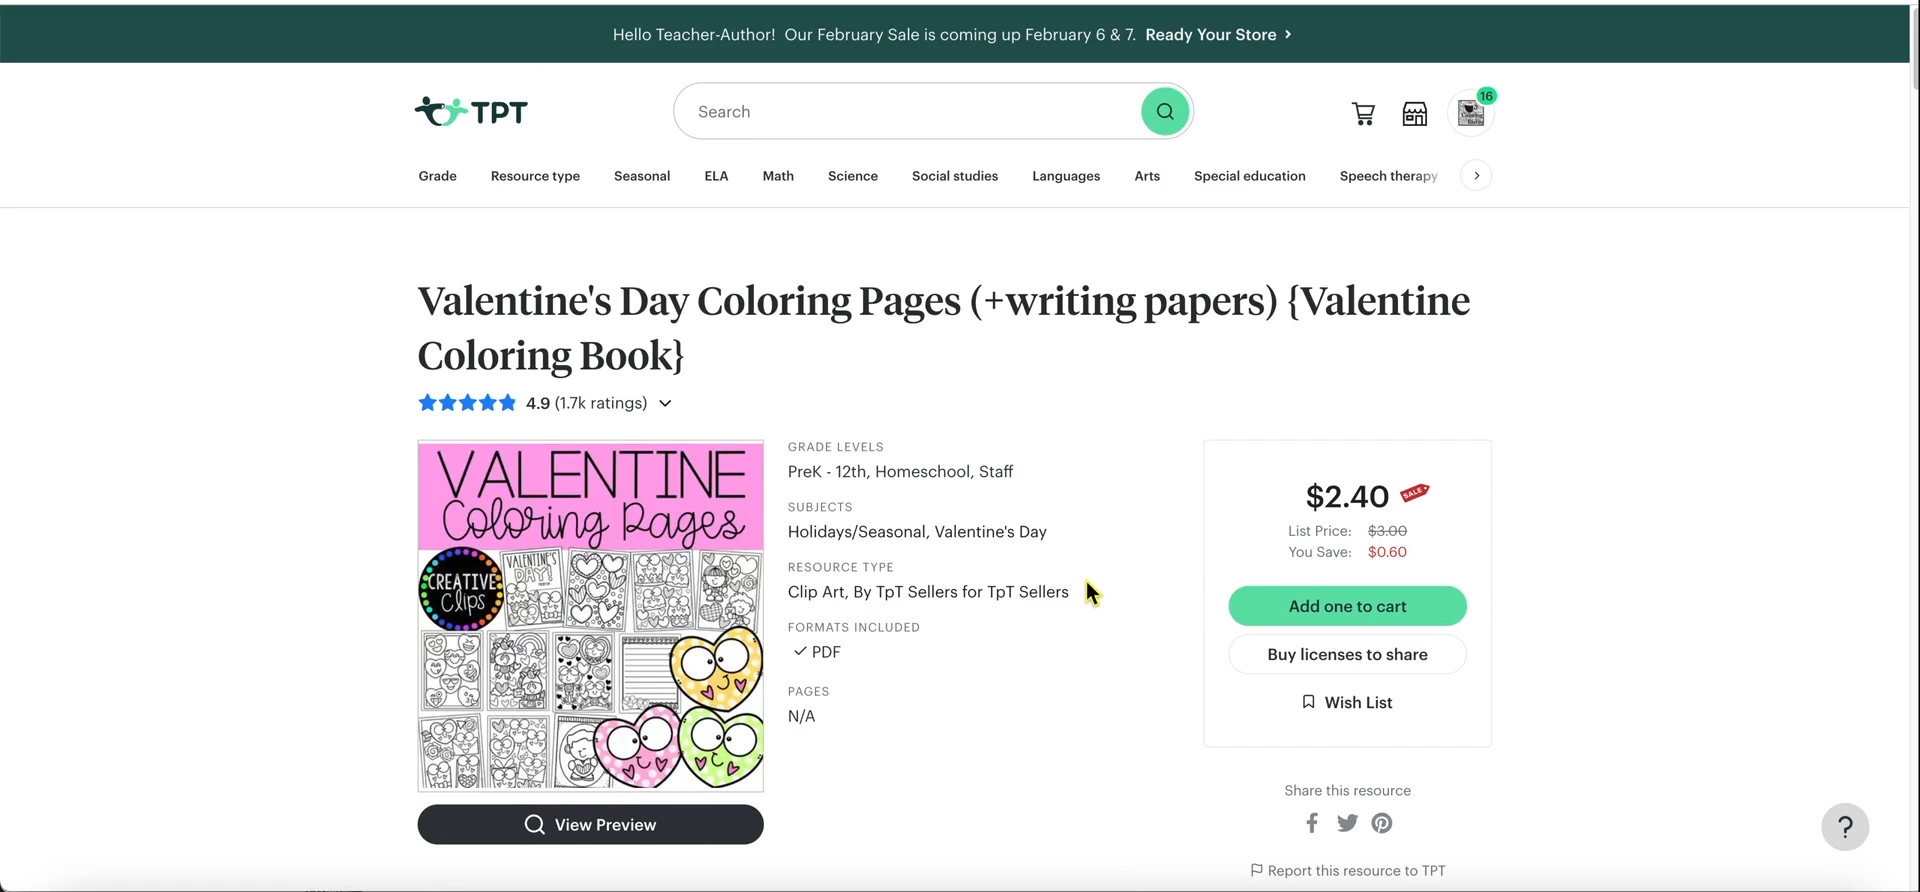 Hello Teacher-Author! Our February Sale is coming up February 6 & 7. Ready Your Store
TPT
Search
16
Grade Resource type Seasonal ELA Math Science Social studies Languages Arts Special education Speech therapy
Valentine's Day Coloring Pages (+writing papers) {Valentine
Coloring Book}
4.9 (1.7k ratings)
VALENTINE
Coloring Pages
CREATIVE
Clips
VALENTINE'S
DAY!
View Preview
GRADE LEVELS
PreK - 12th, Homeschool, Staff
SUBJECTS
Holidays/Seasonal, Valentine's Day
RESOURCE TYPE
Clip Art, By TpT Sellers for TpT Sellers
FORMATS INCLUDED
PDF
PAGES
N/A
$2.40 SALE
List Price: $3.00
You Save: $0.60
Add one to cart
Buy licenses to share
Wish List
Share this resource
Report this resource to TPT
?